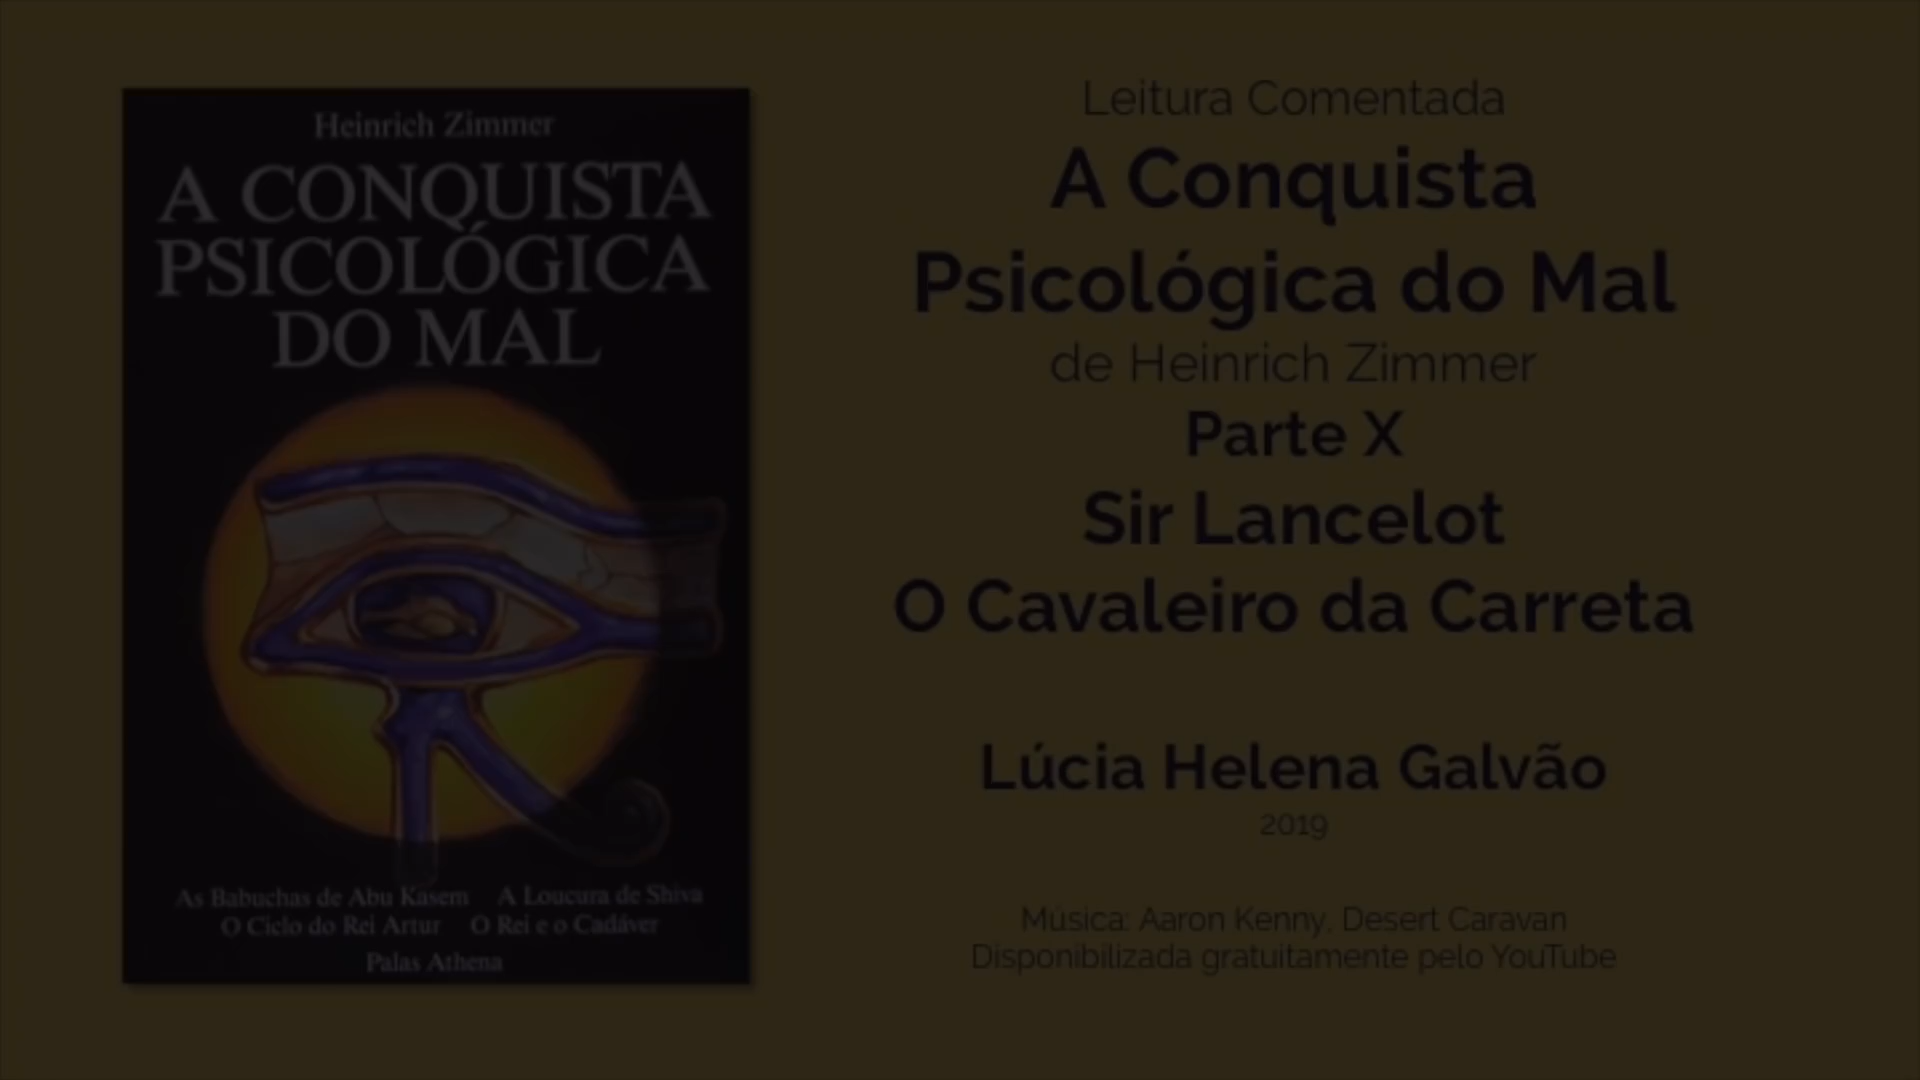 Heinrich Zimmer
A CONQUISTA
PSICOLÓGICA
DO MAL
As Babuchas de Abu Kasem A Loucura de Shiva
O Ciclo do Rei Artur O Rei e o Cadáver
Palas Athena
Leitura Comentada
A Conquista
Psicológica do Mal
de Heinrich Zimmer
Parte X
Sir Lancelot
O Cavaleiro da Carreta
Lúcia Helena Galvão
2019
Música: Aaron Kenny, Desert Caravan
Disponibilizada gratuitamente pelo YouTube